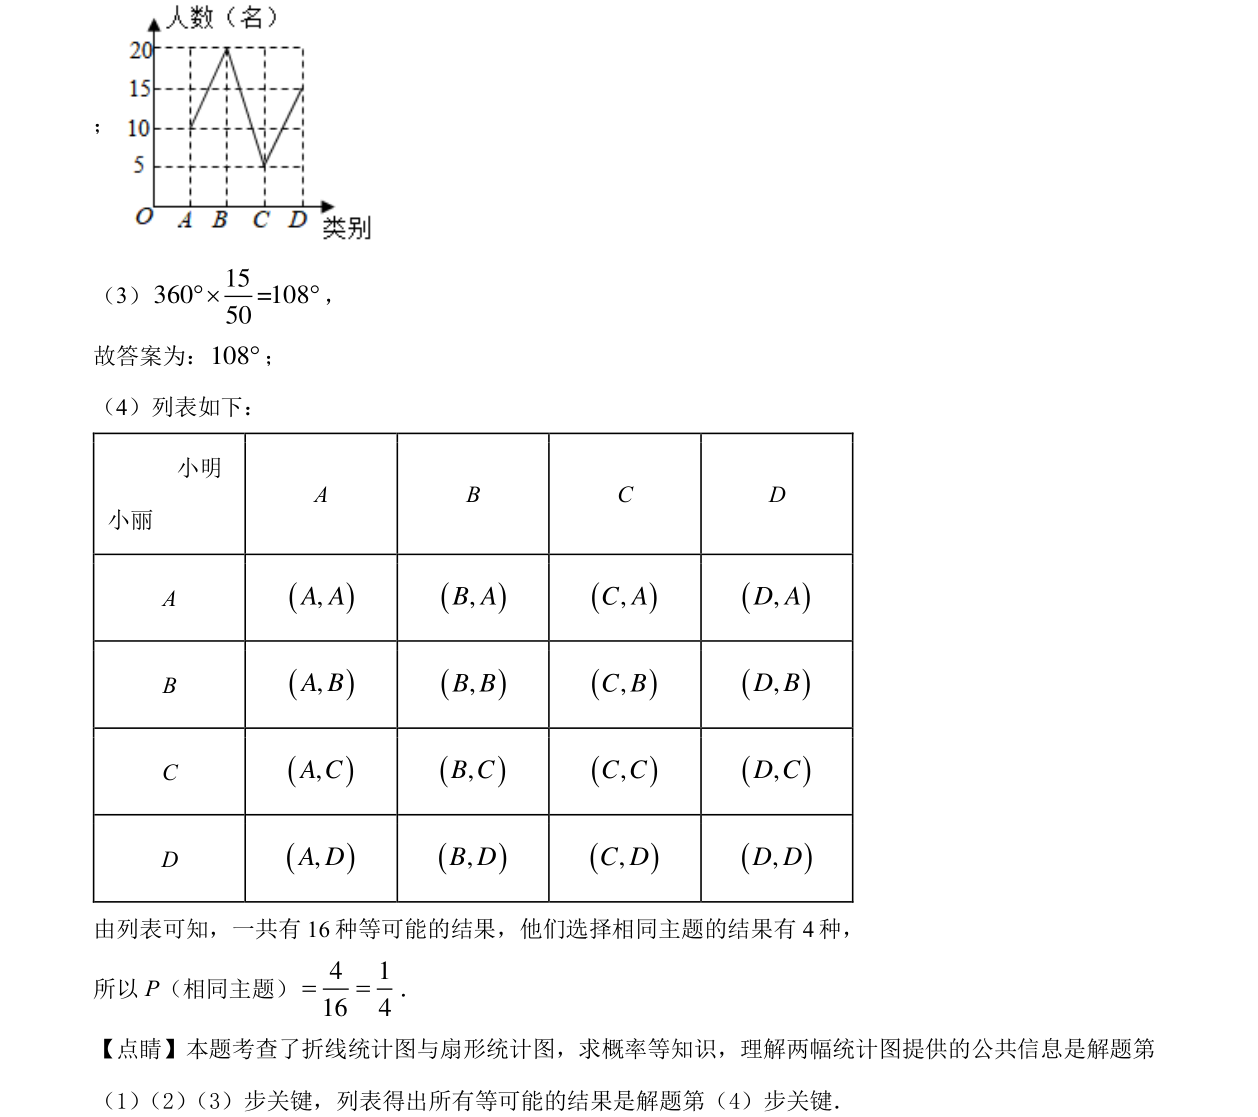 人数（名）
20
15
；
10
5
O A B C D
类别
（3）360°×15/50=108°，
故答案为：108°；
（4）列表如下：
小明
小丽
A B C D
A (A,A) (B,A) (C,A) (D,A)
B (A,B) (B,B) (C,B) (D,B)
C (A,C) (B,C) (C,C) (D,C)
D (A,D) (B,D) (C,D) (D,D)
由列表可知，一共有 16 种等可能的结果，他们选择相同主题的结果有 4 种，
所以 P（相同主题）=4/16=1/4．
【点睛】本题考查了折线统计图与扇形统计图，求概率等知识，理解两幅统计图提供的公共信息是解题第
（1）（2）（3）步关键，列表得出所有等可能的结果是解题第（4）步关键．